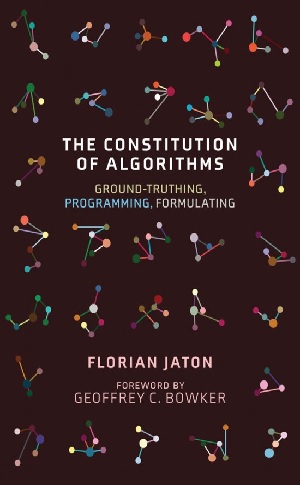 THE CONSTITUTION
OF ALGORITHMS
GROUND-TRUTHING,
PROGRAMMING, FORMULATING
FLORIAN JATON
FOREWORD BY
GEOFFREY C. BOWKER